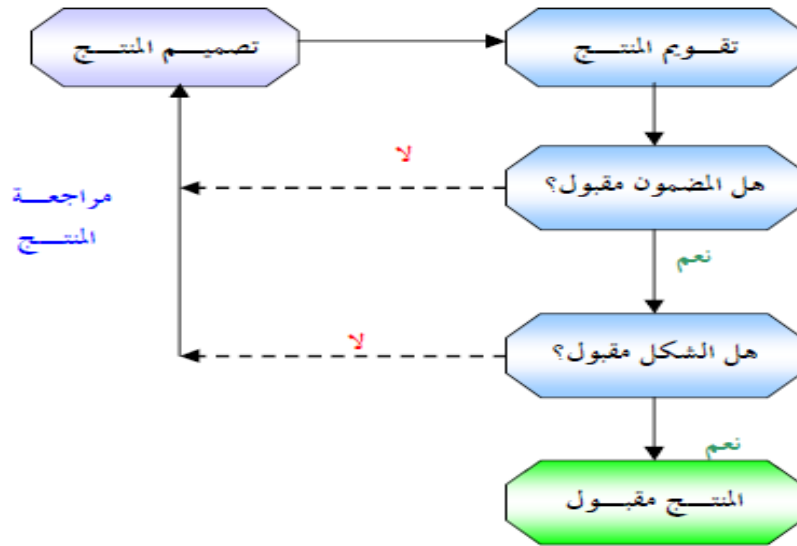 تصميم المنتج
تقويم المنتج
لا
هل المضمون مقبول؟
مراجعة
المنتج
نعم
لا
هل الشكل مقبول؟
نعم
المنتج مقبول